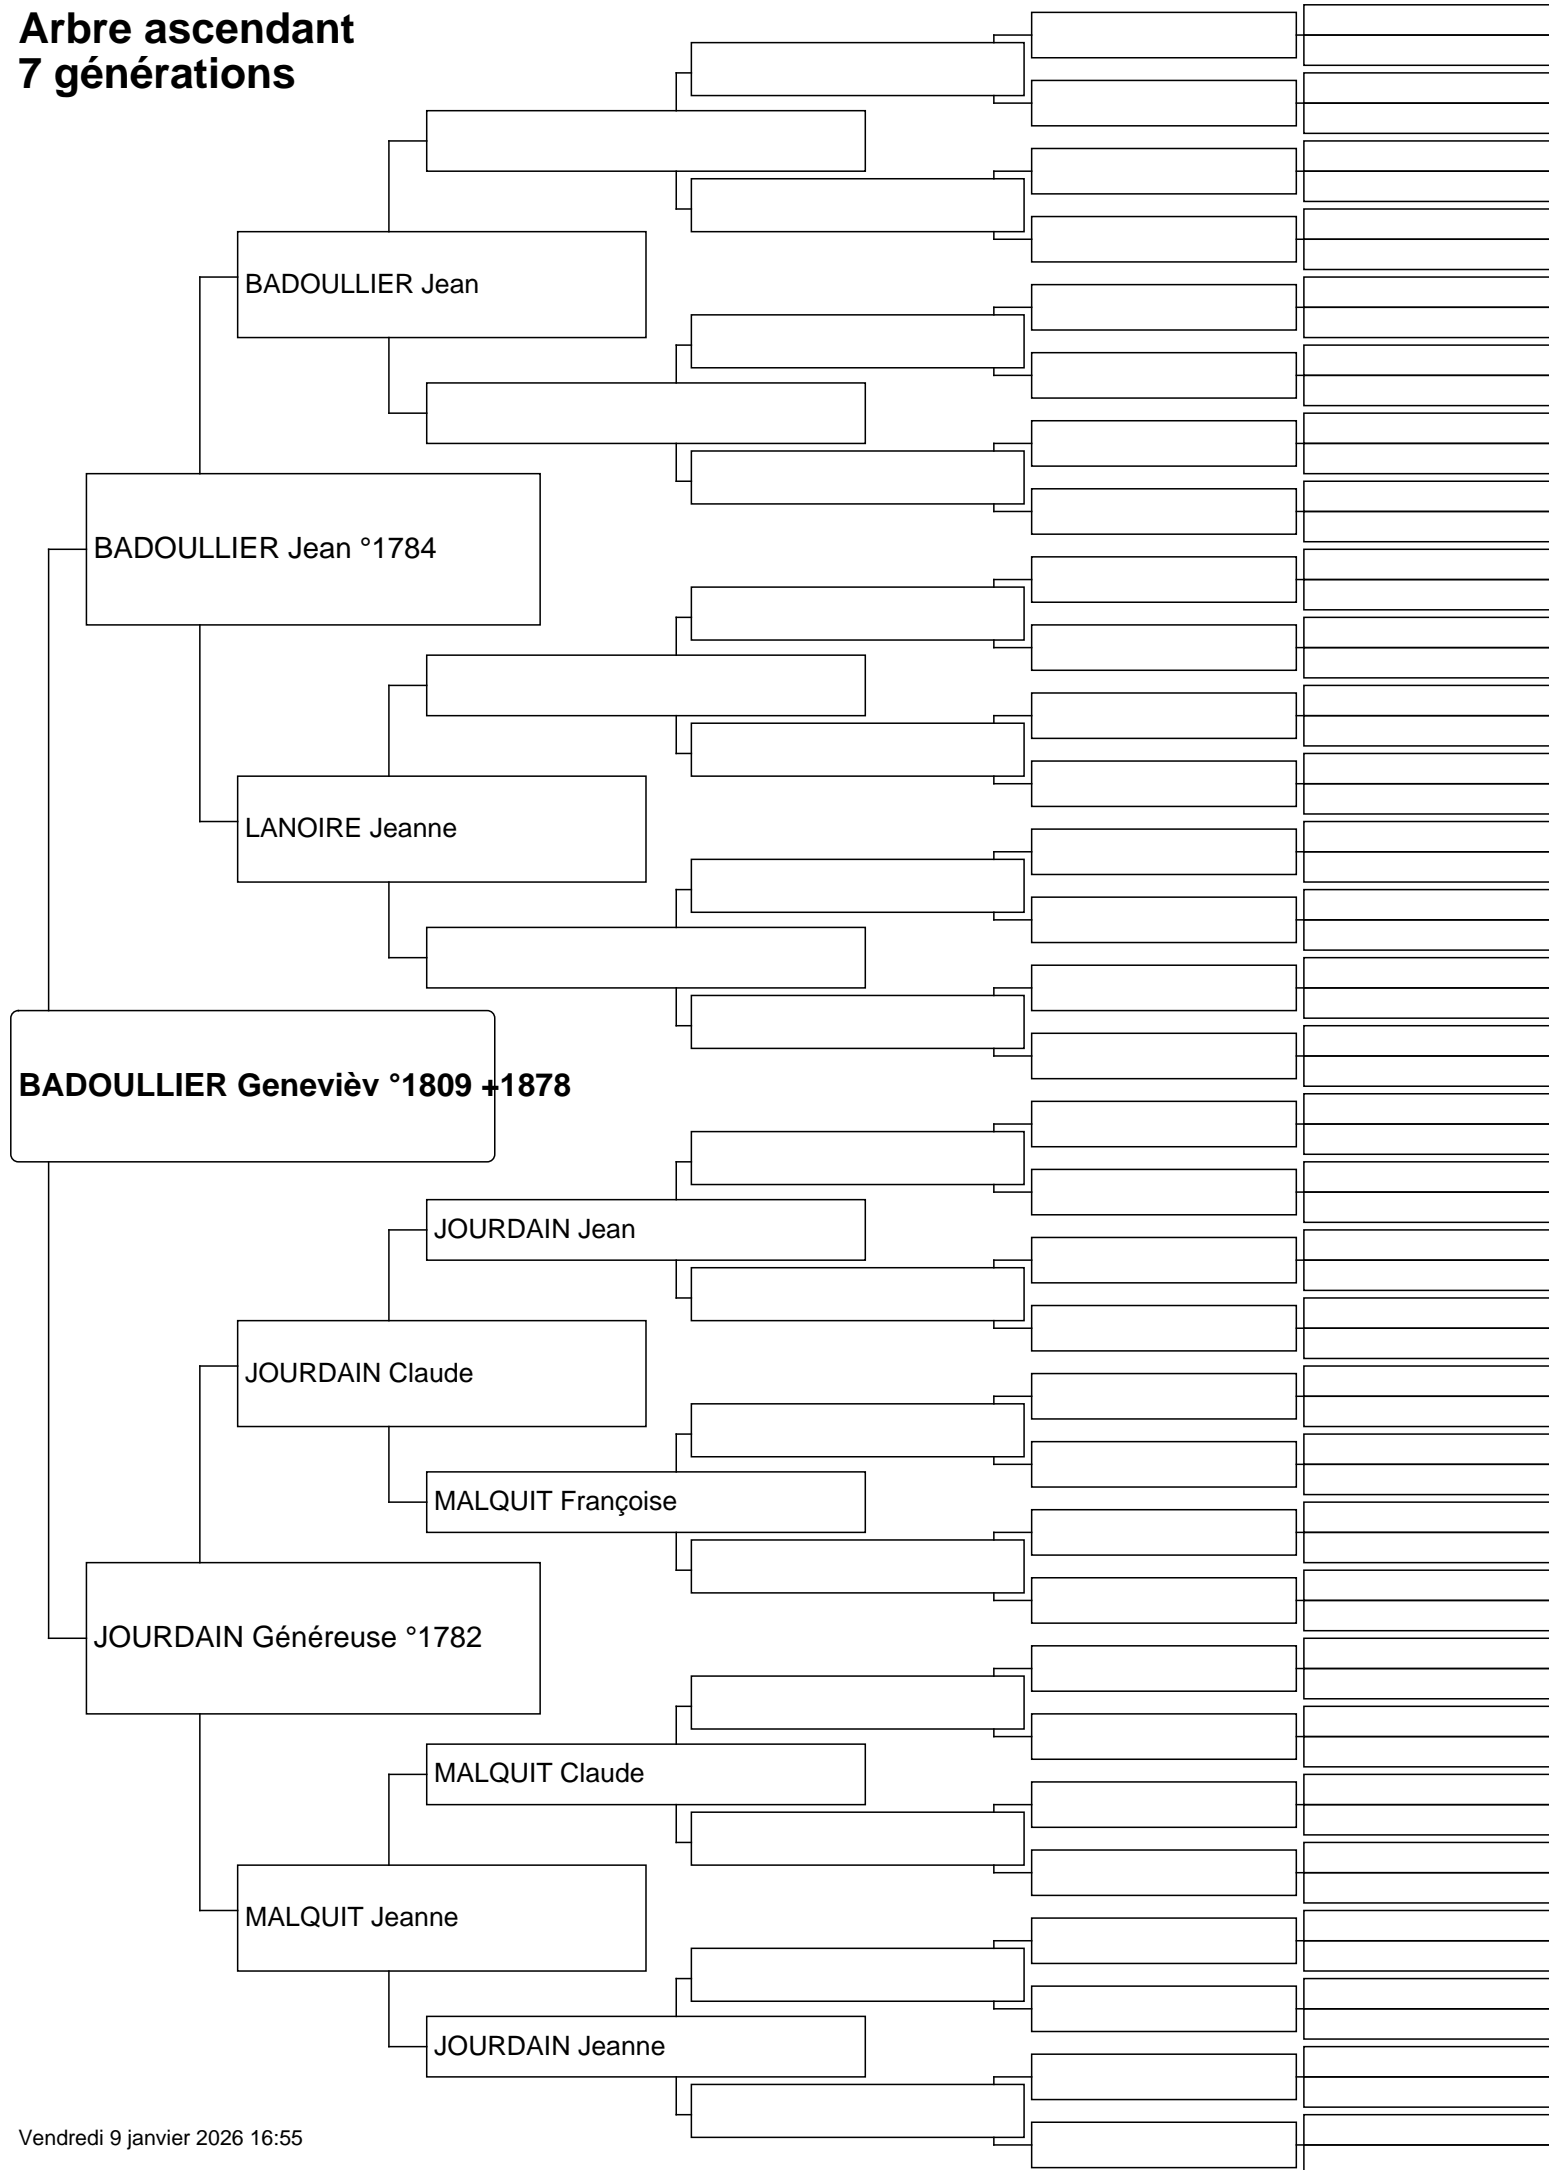 Arbre ascendant
7 générations
BADOULLIER Jean
BADOULLIER Jean °1784
LANOIRE Jeanne
BADOULLIER Genevièv °1809 +1878
JOURDAIN Jean
JOURDAIN Claude
MALQUIT Françoise
JOURDAIN Généreuse °1782
MALQUIT Claude
MALQUIT Jeanne
JOURDAIN Jeanne
Vendredi 9 janvier 2026 16:55